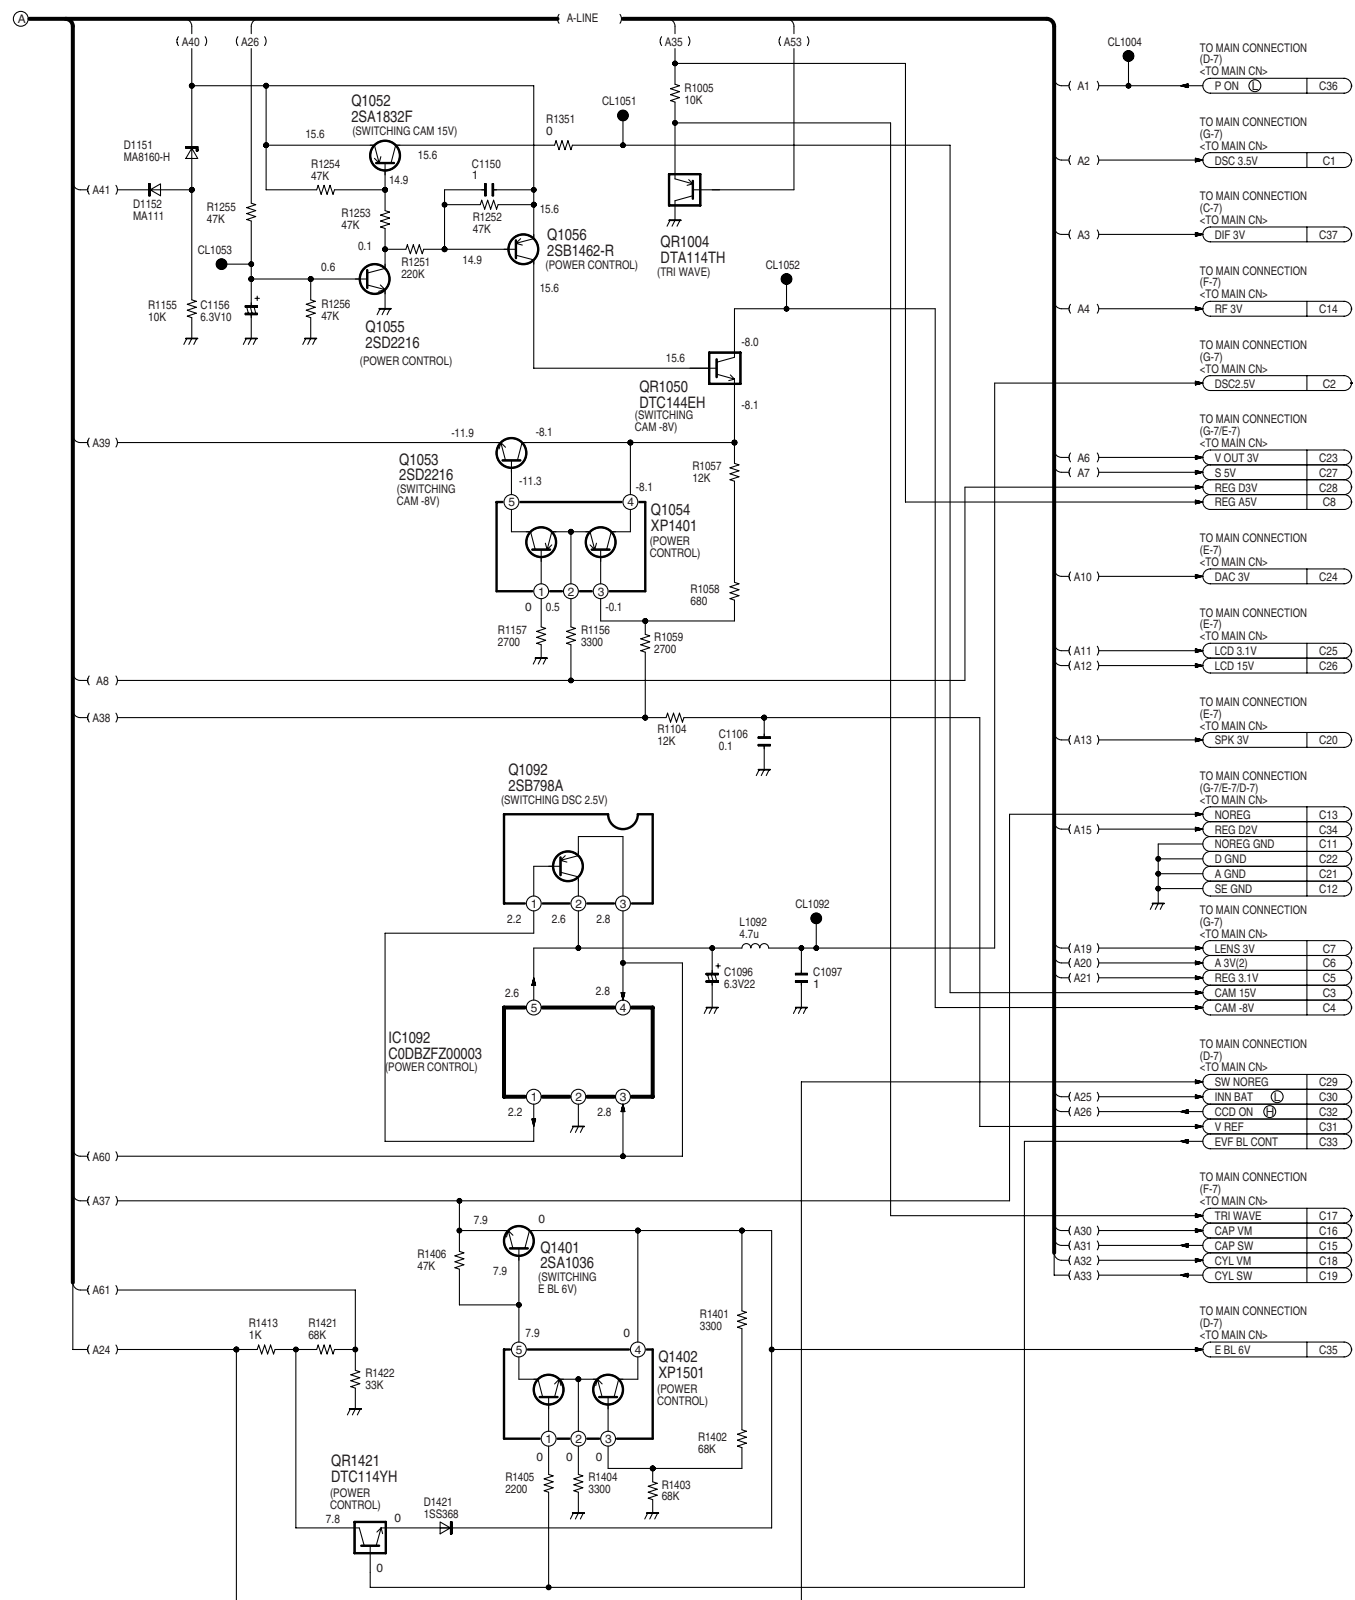 A
A-LINE
(A40)
(A26)
(A35)
(A53)
Q1052
2SA1832F
(SWITCHING CAM 15V)
15.6
15.6
14.9
R1351
0
CL1051
R1005
10K
D1151
MA8160-H
(A41)
D1152
MA111
R1254
47K
R1255
47K
R1253
47K
C1150
1
R1252
47K
15.6
CL1053
0.1
R1251
220K
14.9
Q1056
2SB1462-R
(POWER CONTROL)
15.6
0.6
R1155
10K
C1156
6.3V10
+
R1256
47K
Q1055
2SD2216
(POWER CONTROL)
QR1004
DTA114TH
(TRI WAVE)
CL1052
15.6
-8.0
QR1050
DTC144EH
(SWITCHING
CAM -8V)
-8.1
(A39)
-11.9
-8.1
Q1053
2SD2216
(SWITCHING
CAM -8V)
-11.3
-8.1
5
4
R1057
12K
Q1054
XP1401
(POWER
CONTROL)
1
2
3
0
0.5
-0.1
R1058
680
R1157
2700
R1156
3300
R1059
2700
(A8)
(A38)
R1104
12K
C1106
0.1
Q1092
2SB798A
(SWITCHING DSC 2.5V)
1
2
3
2.2
2.6
2.8
L1092
4.7u
CL1092
+
C1096
6.3V22
C1097
1
2.6
2.8
5
4
IC1092
C0DBZFZ00003
(POWER CONTROL)
1
2
3
2.2
2.8
(A60)
(A37)
7.9
0
R1406
47K
Q1401
2SA1036
(SWITCHING
E BL 6V)
7.9
(A61)
R1413
1K
R1421
68K
(A24)
R1422
33K
7.9
0
5
4
R1401
3300
Q1402
XP1501
(POWER
CONTROL)
1
2
3
0
0
0
R1402
68K
R1405
2200
R1404
3300
R1403
68K
QR1421
DTC114YH
(POWER
CONTROL)
7.8
0
D1421
1SS368
0
CL1004
TO MAIN CONNECTION
(D-7)
<TO MAIN CN>
(A1) P ON L C36
TO MAIN CONNECTION
(G-7)
<TO MAIN CN>
(A2) DSC 3.5V C1
TO MAIN CONNECTION
(C-7)
<TO MAIN CN>
(A3) DIF 3V C37
TO MAIN CONNECTION
(F-7)
<TO MAIN CN>
(A4) RF 3V C14
TO MAIN CONNECTION
(G-7)
<TO MAIN CN>
DSC2.5V C2
TO MAIN CONNECTION
(G-7/E-7)
<TO MAIN CN>
(A6) V OUT 3V C23
(A7) S 5V C27
REG D3V C28
REG A5V C8
TO MAIN CONNECTION
(E-7)
<TO MAIN CN>
(A10) DAC 3V C24
TO MAIN CONNECTION
(E-7)
<TO MAIN CN>
(A11) LCD 3.1V C25
(A12) LCD 15V C26
TO MAIN CONNECTION
(E-7)
<TO MAIN CN>
(A13) SPK 3V C20
TO MAIN CONNECTION
(G-7/E-7/D-7)
<TO MAIN CN>
NOREG C13
(A15) REG D2V C34
NOREG GND C11
D GND C22
A GND C21
SE GND C12
TO MAIN CONNECTION
(G-7)
<TO MAIN CN>
(A19) LENS 3V C7
(A20) A 3V(2) C6
(A21) REG 3.1V C5
CAM 15V C3
CAM -8V C4
TO MAIN CONNECTION
(D-7)
<TO MAIN CN>
SW NOREG C29
(A25) INN BAT L C30
(A26) CCD ON H C32
V REF C31
EVF BL CONT C33
TO MAIN CONNECTION
(F-7)
<TO MAIN CN>
TRI WAVE C17
(A30) CAP VM C16
(A31) CAP SW C15
(A32) CYL VM C18
(A33) CYL SW C19
TO MAIN CONNECTION
(D-7)
<TO MAIN CN>
E BL 6V C35